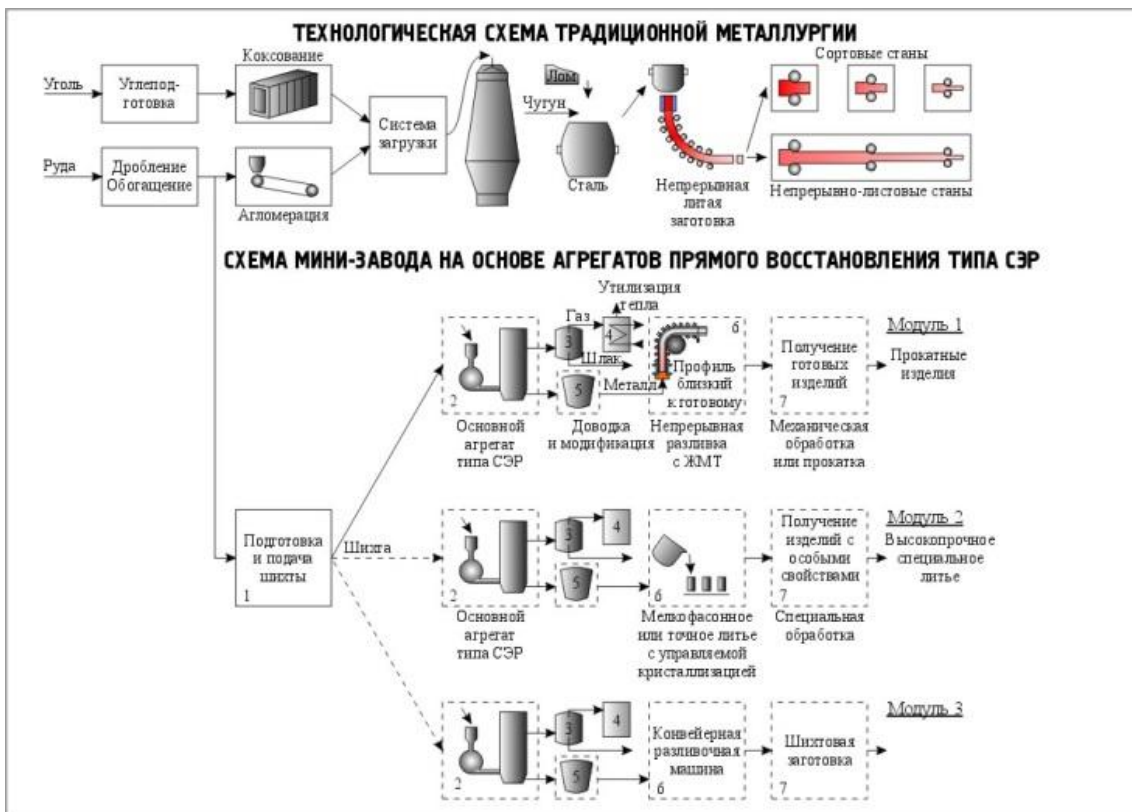 ТЕХНОЛОГИЧЕСКАЯ СХЕМА ТРАДИЦИОННОЙ МЕТАЛЛУРГИИ
Уголь
Углепод-
готовка
Коксование
Руда
Дробление
Обогащение
Агломерация
Система
загрузки
Лом
Чугун
Сталь
Непрерывная
литая
заготовка
Сортовые станы
Непрерывно-листовые станы
СХЕМА МИНИ-ЗАВОДА НА ОСНОВЕ АГРЕГАТОВ ПРЯМОГО ВОССТАНОВЛЕНИЯ ТИПА СЭР
Подготовка
и подача
шихты
1
Шихта
2
Основной
агрегат
типа СЭР
Газ
3
Шлак
Утилизация
тепла
4
5
Металл
Доводка
и модификация
6
Профиль
близкий
к готовому
Непрерывная
разливка
с ЖМТ
Получение
готовых
изделий
7
Механическая
обработка
или прокатка
Модуль 1
Прокатные
изделия
2
Основной
агрегат
типа СЭР
3
4
5
6
Мелкофасонное
или точное литье
с управляемой
кристаллизацией
Получение
изделий с
особыми
свойствами
7
Специальная
обработка
Модуль 2
Высокопрочное
специальное
литье
2
3
4
5
Конвейерная
разливочная
машина
6
Шихтовая
заготовка
7
Модуль 3